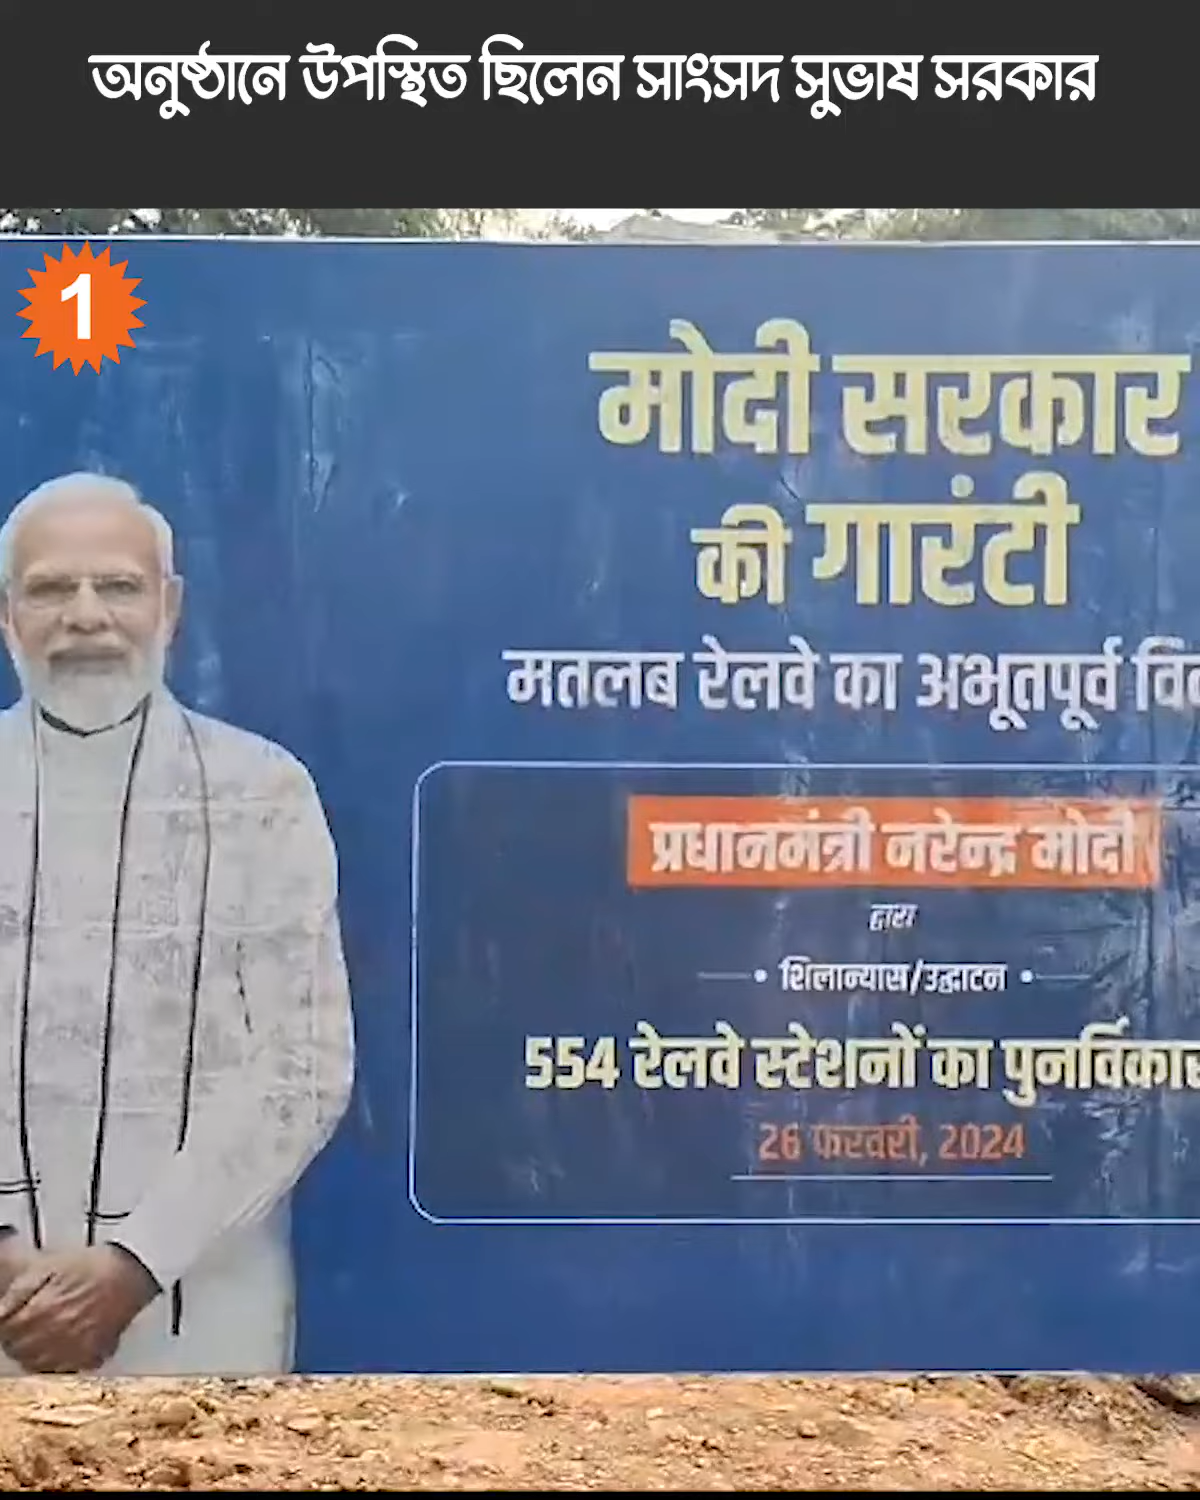 অনুষ্ঠানে উপস্থিত ছিলেন সাংসদ সুভাষ সরকার
1
मोदी सरकार
की गारंटी
मतलब रेलवे का अभूतपूर्व
प्रधानमंत्री नरेन्द्र मोदी
द्वारा
शिलान्यास/उद्घाटन
554 रेलवे स्टेशनों का
26 फरवरी, 2024